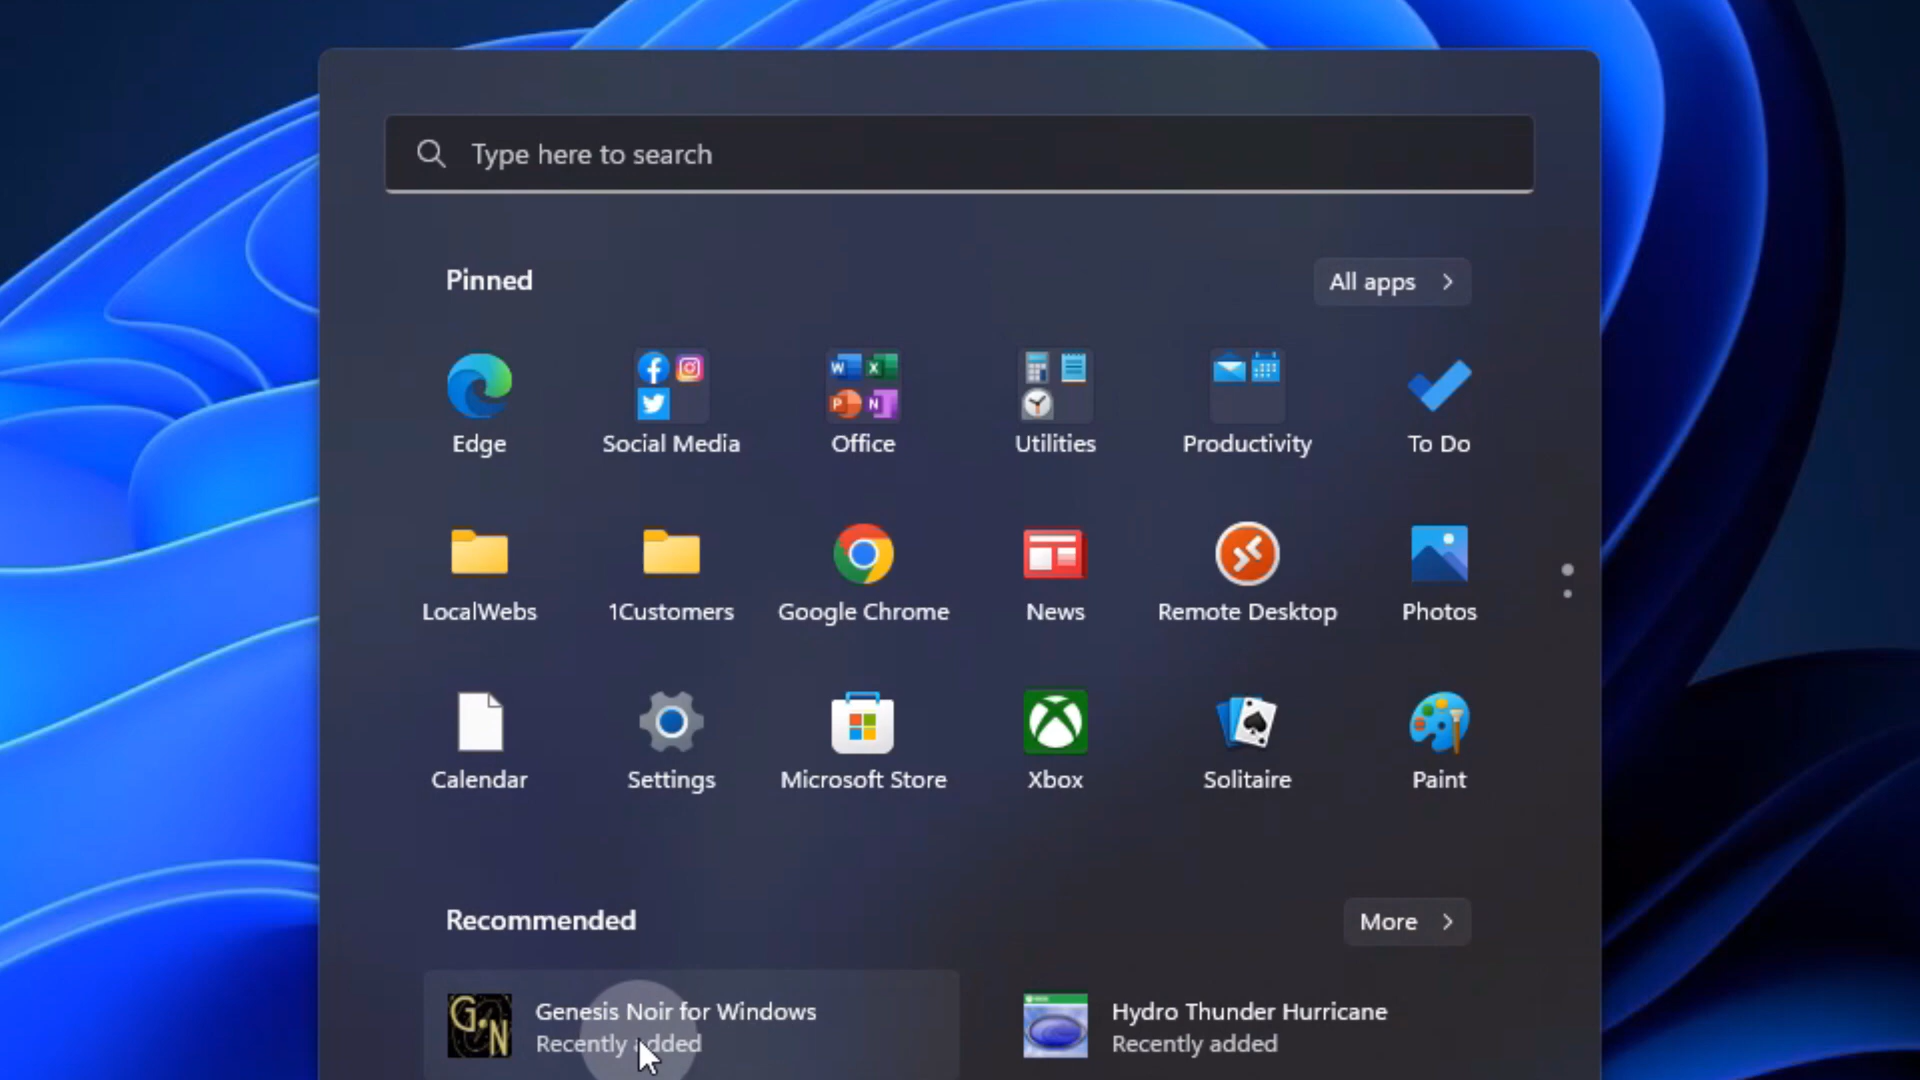 Type here to search
Pinned
All apps
Edge
Social Media
Office
Utilities
Productivity
To Do
LocalWebs
1Customers
Google Chrome
News
Remote Desktop
Photos
Calendar
Settings
Microsoft Store
Xbox
Solitaire
Paint
Recommended
More
Genesis Noir for Windows
Recently added
Hydro Thunder Hurricane
Recently added